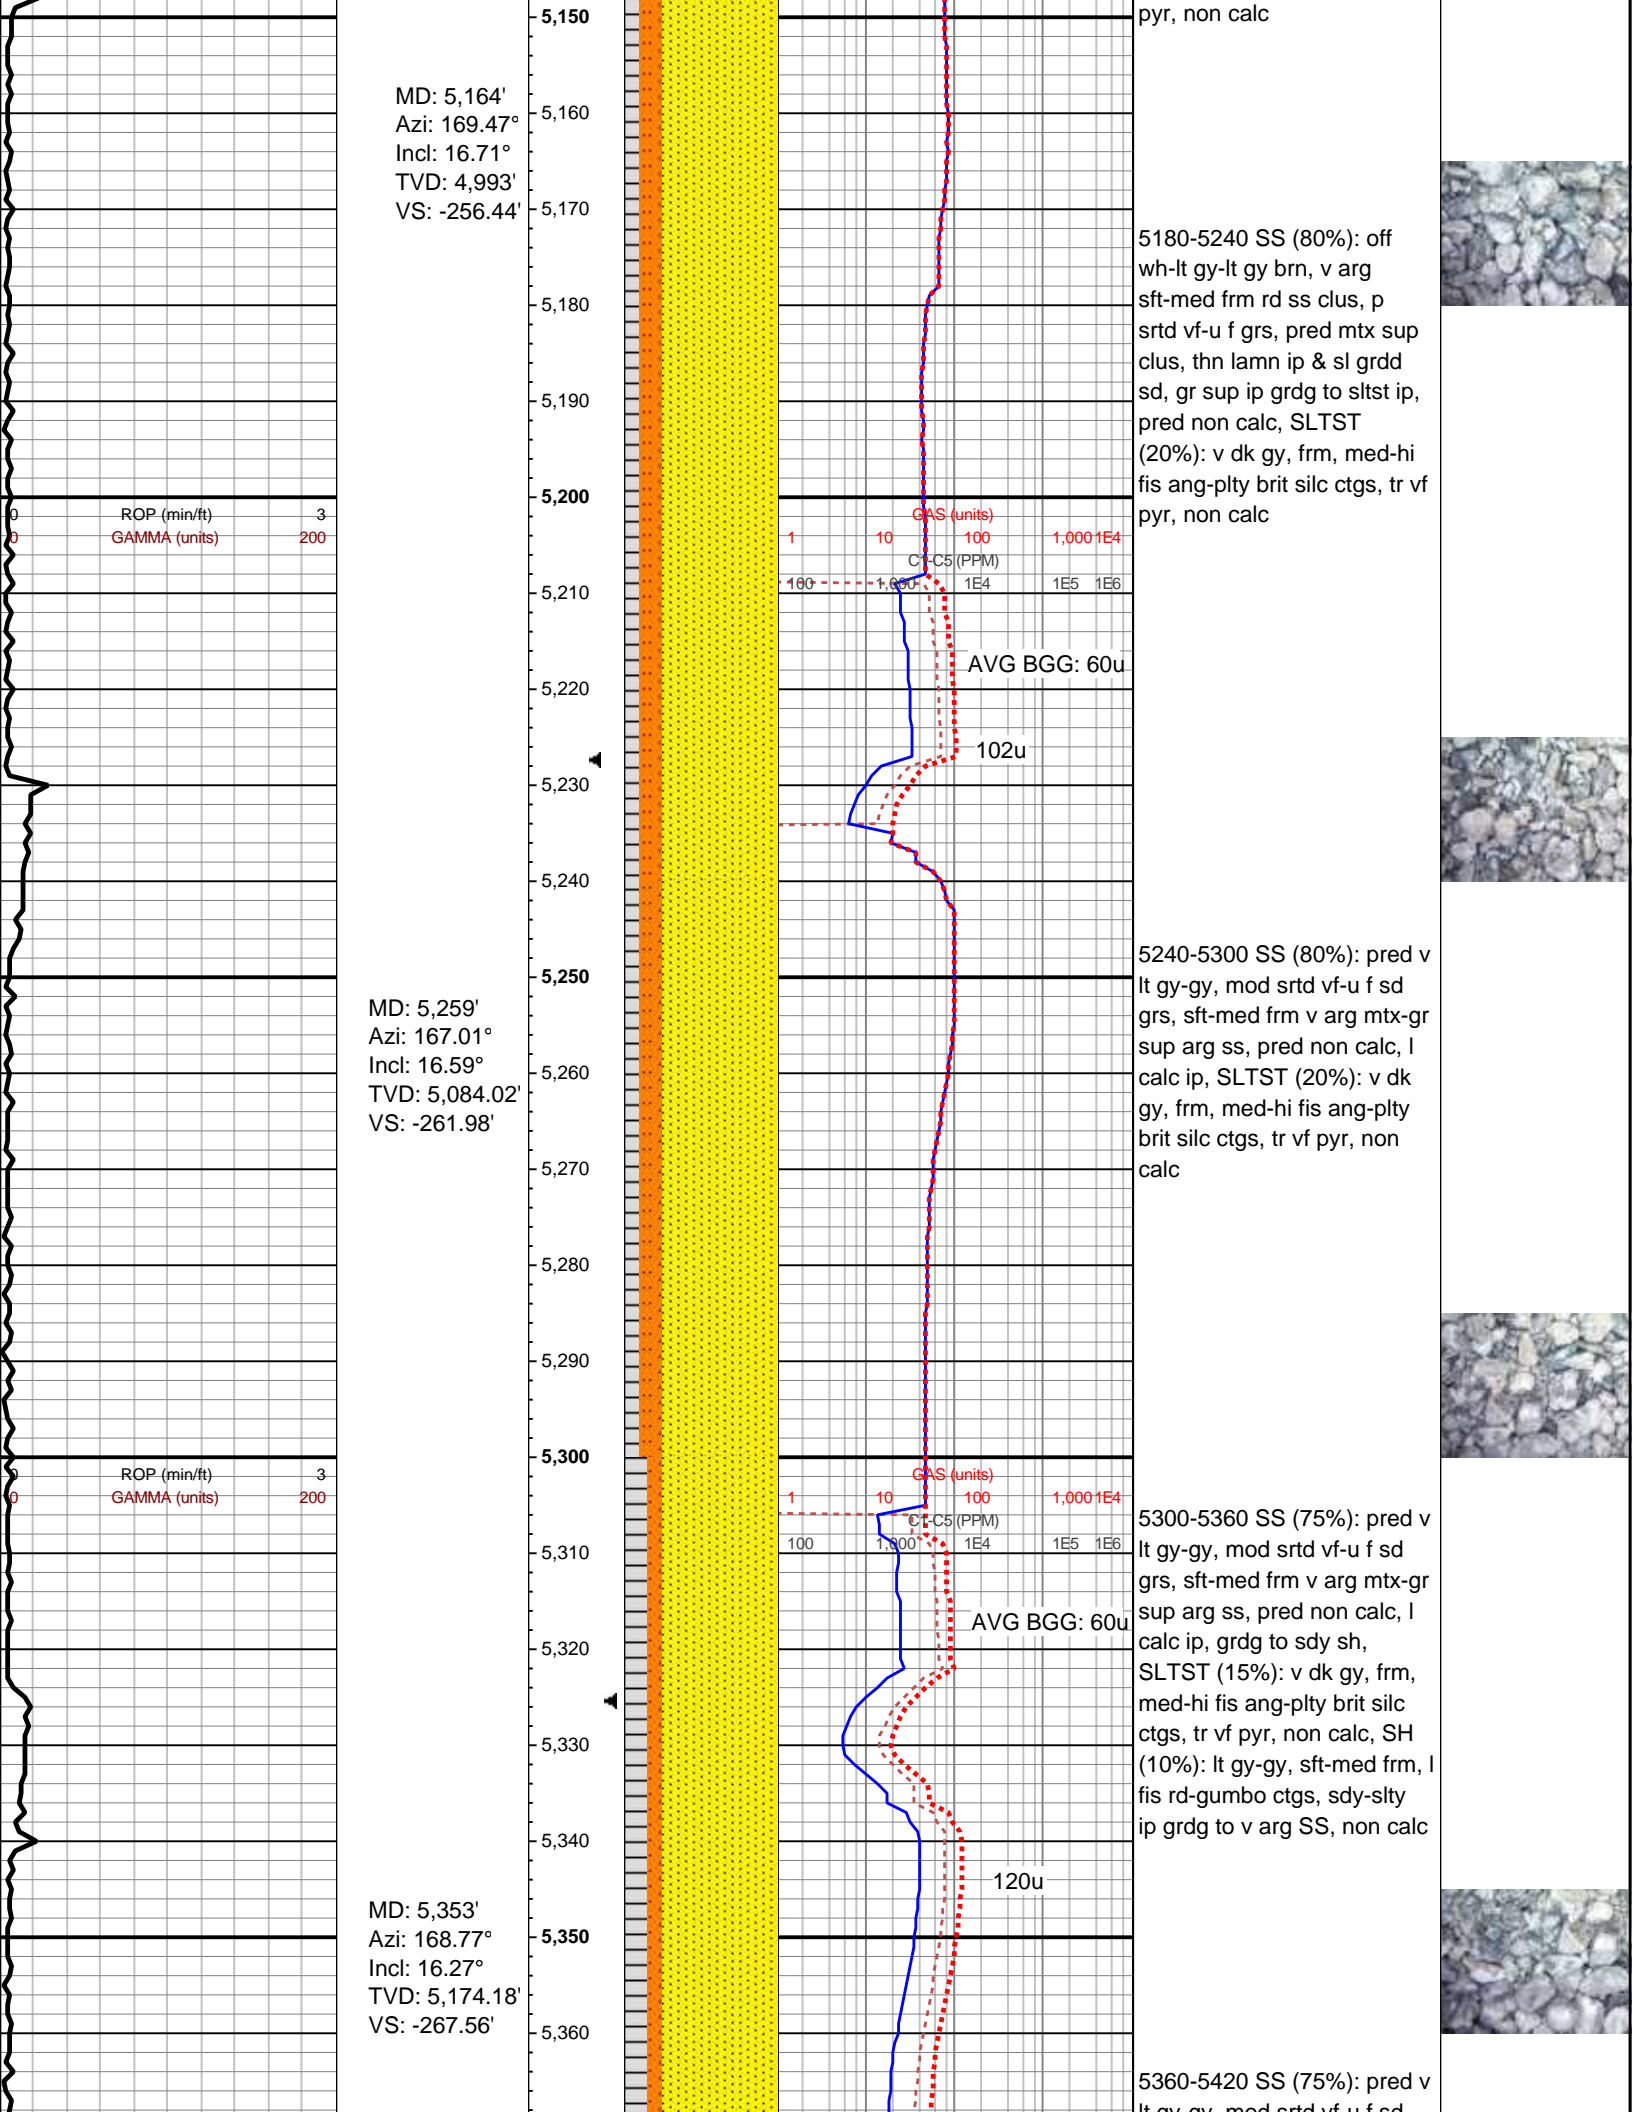 5,150
pyr, non calc
MD: 5,164'
Azi: 169.47°
Incl: 16.71°
TVD: 4,993'
VS: -256.44'
5,160
5,170
5180-5240 SS (80%): off
wh-lt gy-lt gy brn, v arg
sft-med frm rd ss clus, p
srtd vf-u f grs, pred mtx sup
clus, thn lamn ip & sl grdd
sd, gr sup ip grdg to sltst ip,
pred non calc, SLTST
(20%): v dk gy, frm, med-hi
fis ang-plty brit silc ctgs, tr vf
pyr, non calc
5,180
5,190
5,200
0 ROP (min/ft) 3
0 GAMMA (units) 200
GAS (units)
1 10 100 1,000 1E4
C1-C5 (PPM)
100 1,000 1E4 1E5 1E6
5,210
AVG BGG: 60u
5,220
102u
5,230
5,240
5240-5300 SS (80%): pred v
lt gy-gy, mod srtd vf-u f sd
grs, sft-med frm v arg mtx-gr
sup arg ss, pred non calc, l
calc ip, SLTST (20%): v dk
gy, frm, med-hi fis ang-plty
brit silc ctgs, tr vf pyr, non
calc
5,250
MD: 5,259'
Azi: 167.01°
Incl: 16.59°
TVD: 5,084.02'
VS: -261.98'
5,260
5,270
5,280
5,290
5,300
0 ROP (min/ft) 3
0 GAMMA (units) 200
GAS (units)
1 10 100 1,000 1E4
C1-C5 (PPM)
100 1,000 1E4 1E5 1E6
5300-5360 SS (75%): pred v
lt gy-gy, mod srtd vf-u f sd
grs, sft-med frm v arg mtx-gr
sup arg ss, pred non calc, l
calc ip, grdg to sdy sh,
SLTST (15%): v dk gy, frm,
med-hi fis ang-plty brit silc
ctgs, tr vf pyr, non calc, SH
(10%): lt gy-gy, sft-med frm, l
fis rd-gumbo ctgs, sdy-slty
ip grdg to v arg SS, non calc
5,310
AVG BGG: 60u
5,320
5,330
5,340
120u
MD: 5,353'
Azi: 168.77°
Incl: 16.27°
TVD: 5,174.18'
VS: -267.56'
5,350
5,360
5360-5420 SS (75%): pred v
lt gy-gy, mod srtd vf-u f sd